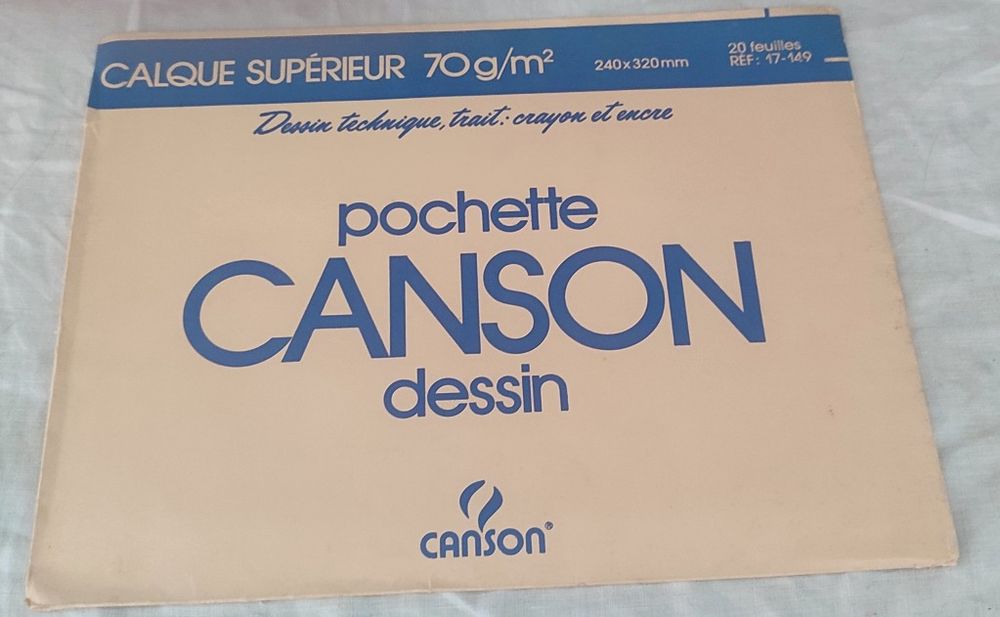 CALQUE SUPÉRIEUR 70g/m² 240x320mm
20 feuilles
RÉF: 17-149
Dessin technique, trait: crayon et encre
pochette
CANSON
dessin
CANSON®